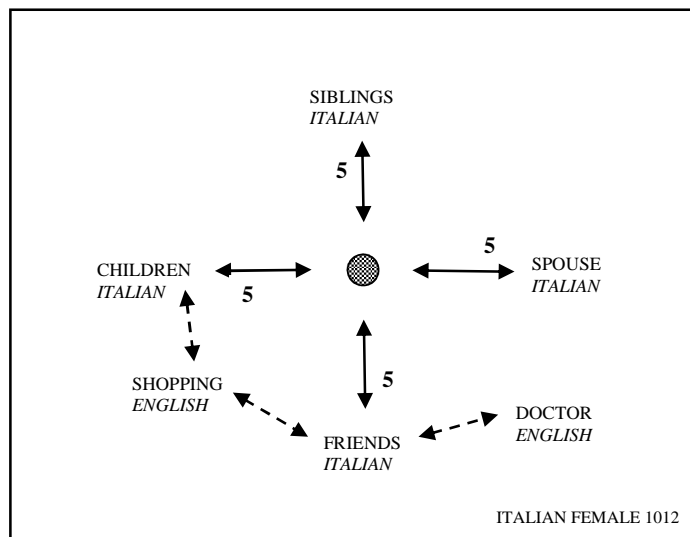 SIBLINGS
ITALIAN
5
5
CHILDREN
ITALIAN
5
SPOUSE
ITALIAN
5
SHOPPING
ENGLISH
FRIENDS
ITALIAN
DOCTOR
ENGLISH
ITALIAN FEMALE 1012